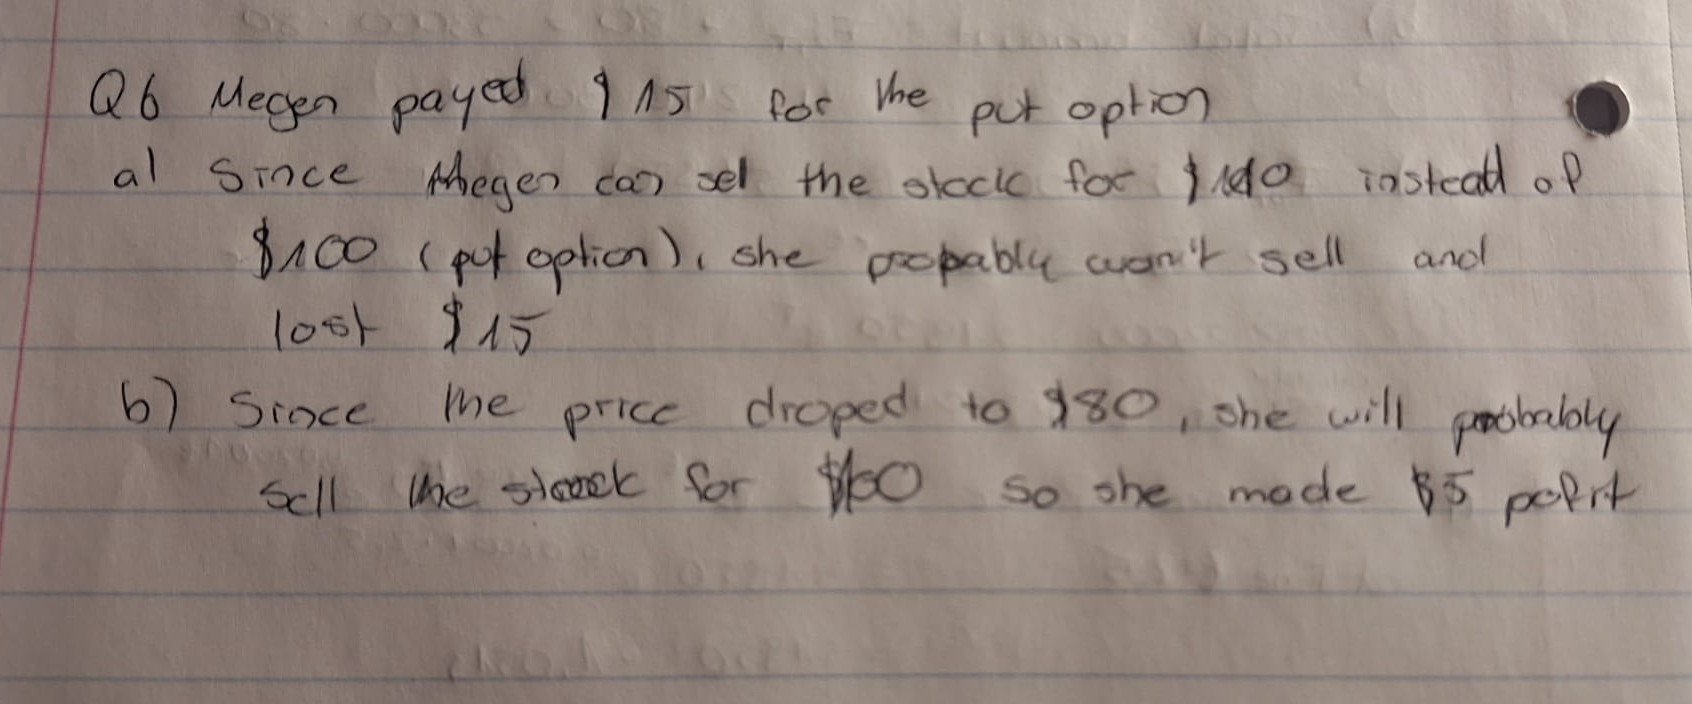 Q6 Megen payed $15 for the put option
a) Since Megen can sel the stock for $140 instead of
$100 (put option), she propably won't sell and
lost $15
b) Since the price droped to $80, she will probably
sell the stock for $100 so she made $5 pofit